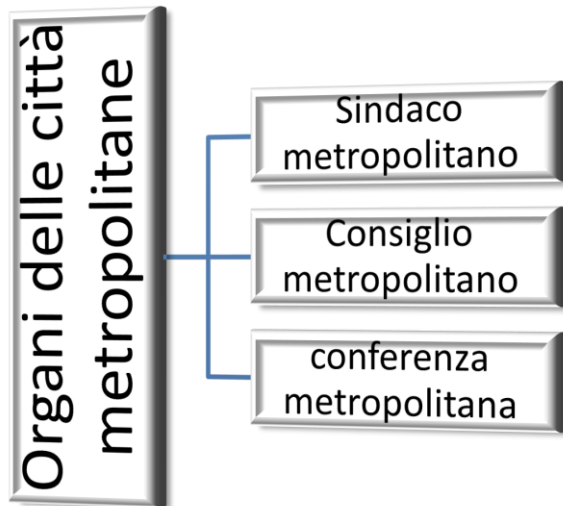 Organi delle città
metropolitane
Sindaco
metropolitano
Consiglio
metropolitano
conferenza
metropolitana